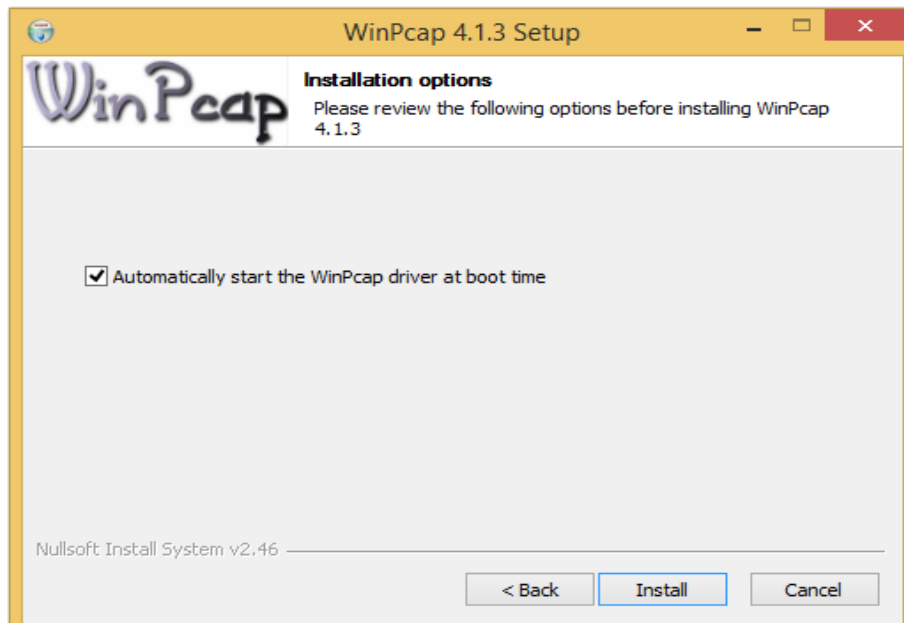 WinPcap 4.1.3 Setup
WinPcap
Installation options
Please review the following options before installing WinPcap
4.1.3
Automatically start the WinPcap driver at boot time
Nullsoft Install System v2.46
< Back
Install
Cancel